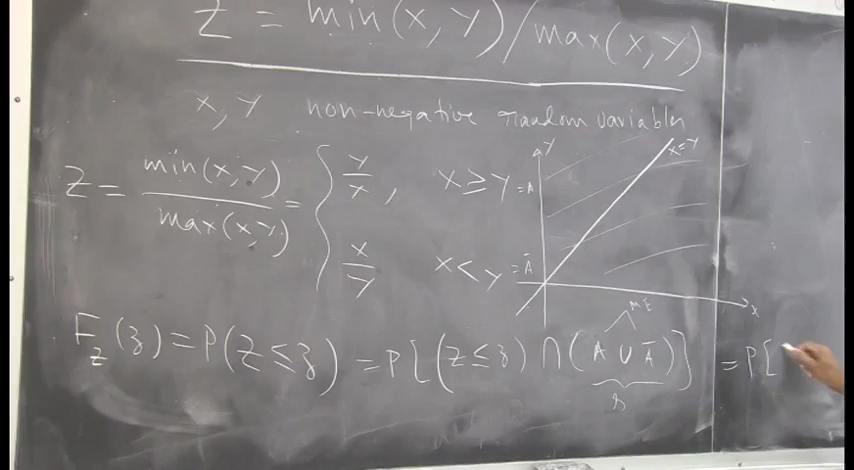 Z = min(X, Y)/max(X, Y)
X, Y non-negative random variables
Z = min(X, Y) / max(X Y) = { Y/X , X ≥ Y = A
X/Y X < Y = Ā
Y
X = Y
X
ME
F_Z(z) = P(Z ≤ z) = P[(Z ≤ z) ∩ (A ∪ Ā)] = P[